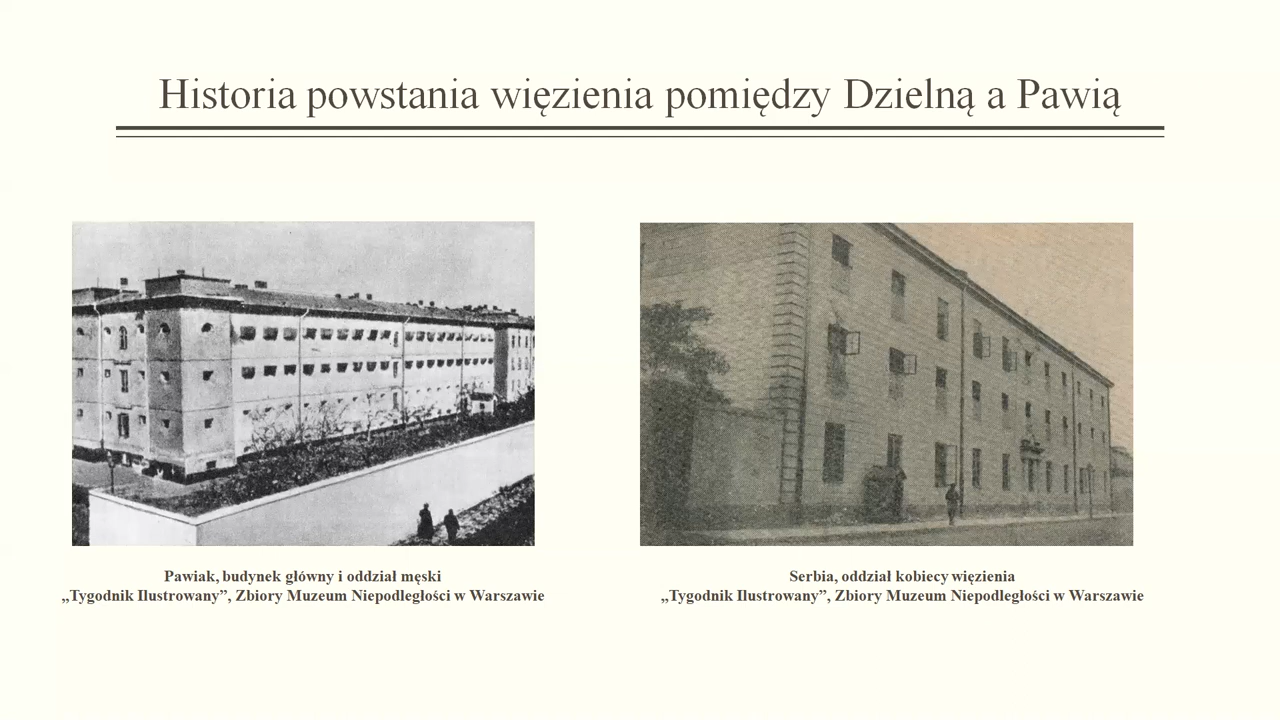 Historia powstania więzienia pomiędzy Dzielną a Pawią
Pawiak, budynek główny i oddział męski
„Tygodnik Ilustrowany”, Zbiory Muzeum Niepodległości w Warszawie
Serbia, oddział kobiecy więzienia
„Tygodnik Ilustrowany”, Zbiory Muzeum Niepodległości w Warszawie